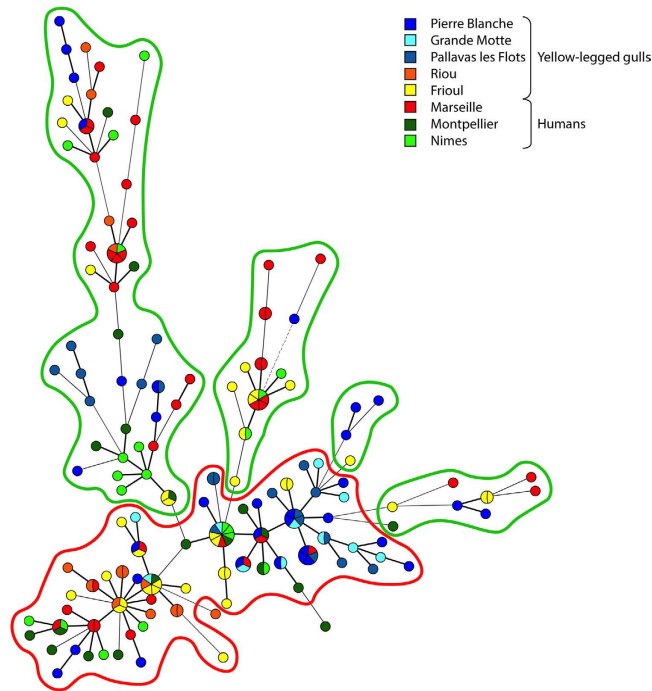 Pierre Blanche
Grande Motte
Pallavas les Flots
Yellow-legged gulls
Riou
Frioul
Marseille
Montpellier
Humans
Nimes